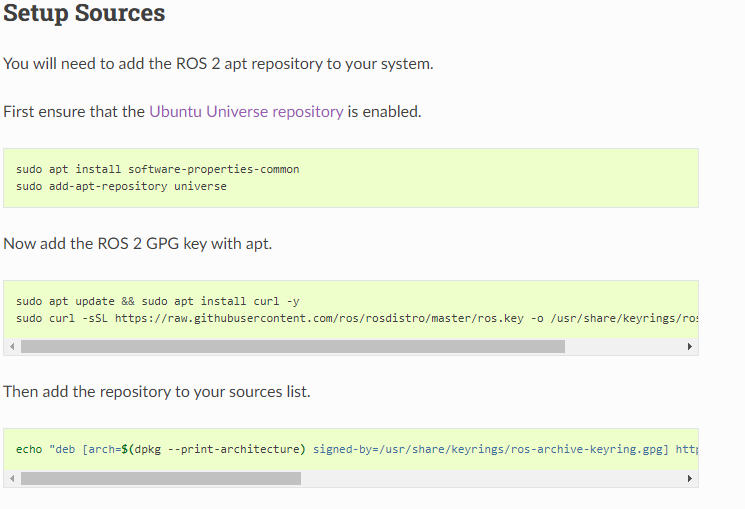 Setup Sources
You will need to add the ROS 2 apt repository to your system.
First ensure that the Ubuntu Universe repository is enabled.
sudo apt install software-properties-common
sudo add-apt-repository universe
Now add the ROS 2 GPG key with apt.
sudo apt update && sudo apt install curl -y
sudo curl -sSL https://raw.githubusercontent.com/ros/rosdistro/master/ros.key -o /usr/share/keyrings/ros
Then add the repository to your sources list.
echo "deb [arch=$(dpkg --print-architecture) signed-by=/usr/share/keyrings/ros-archive-keyring.gpg] http